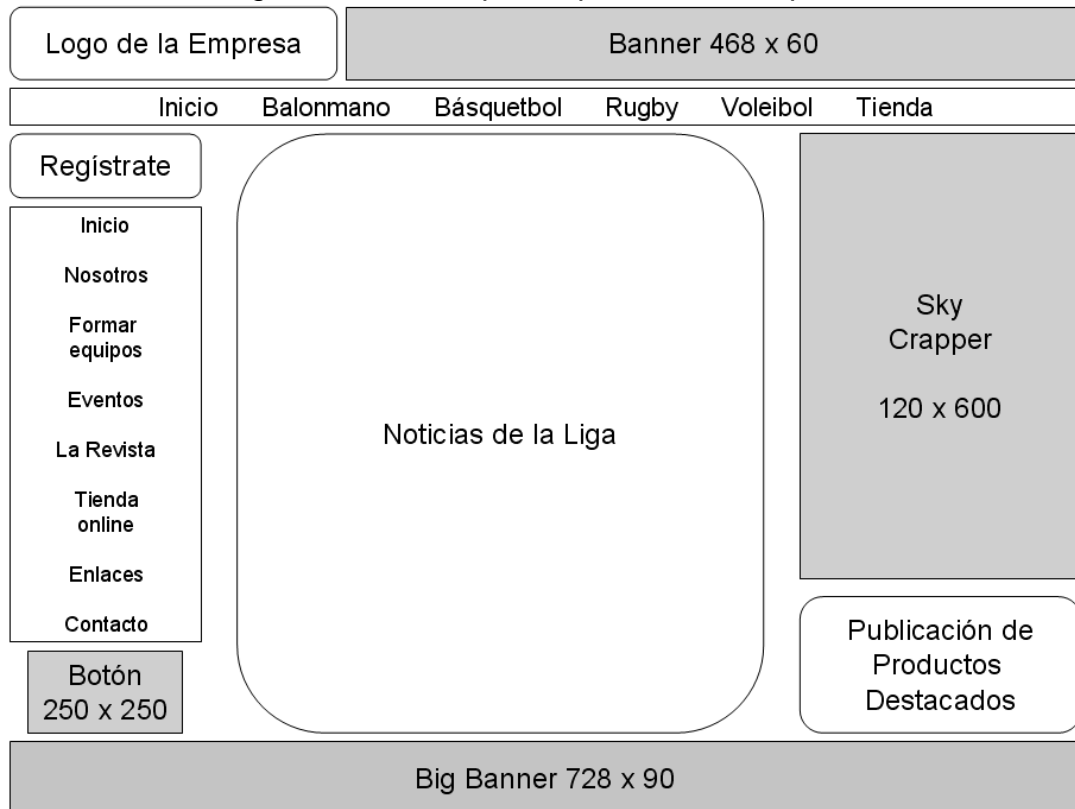 Logo de la Empresa
Banner 468 x 60
Inicio Balonmano Básquetbol Rugby Voleibol Tienda
Regístrate
Inicio
Nosotros
Formar
equipos
Eventos
La Revista
Tienda
online
Enlaces
Contacto
Botón
250 x 250
Noticias de la Liga
Sky
Crapper
120 x 600
Publicación de
Productos
Destacados
Big Banner 728 x 90